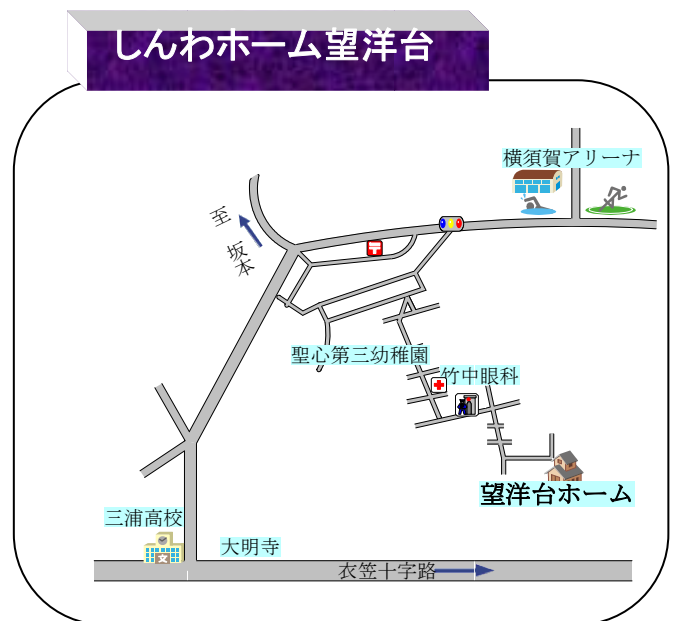 しんわホーム望洋台
横須賀アリーナ
至
坂本
〒
聖心第三幼稚園
竹中眼科
望洋台ホーム
三浦高校
文
大明寺
衣笠十字路